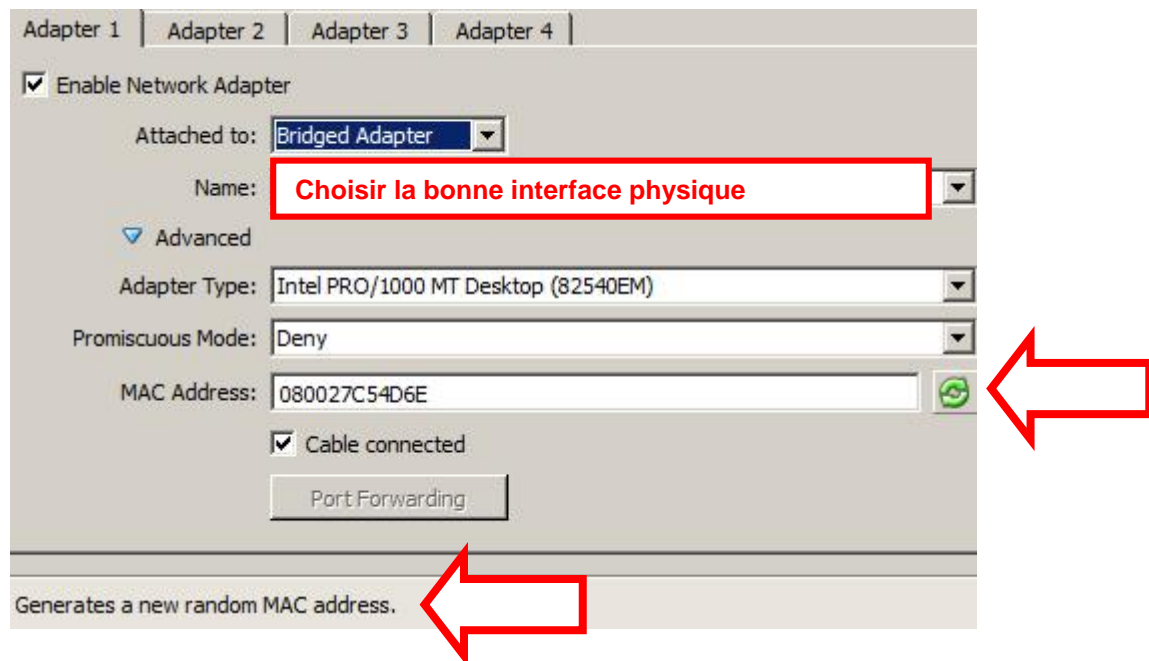 Adapter 1 Adapter 2 Adapter 3 Adapter 4
Enable Network Adapter
Attached to: Bridged Adapter
Name: Choisir la bonne interface physique
Advanced
Adapter Type: Intel PRO/1000 MT Desktop (82540EM)
Promiscuous Mode: Deny
MAC Address: 080027C54D6E
Cable connected
Port Forwarding
Generates a new random MAC address.